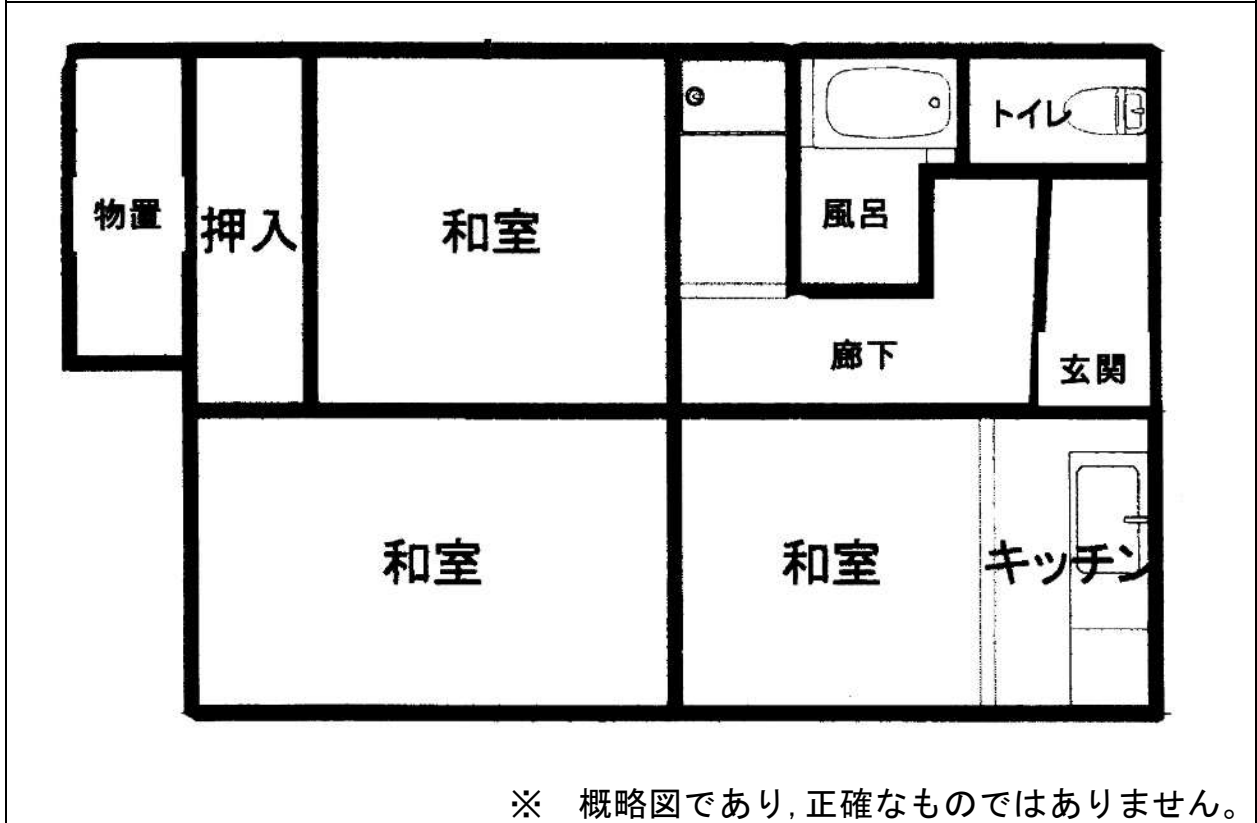 トイレ
物置
押入
和室
風呂
廊下
玄関
和室
和室
キッチン
※　概略図であり,正確なものではありません。